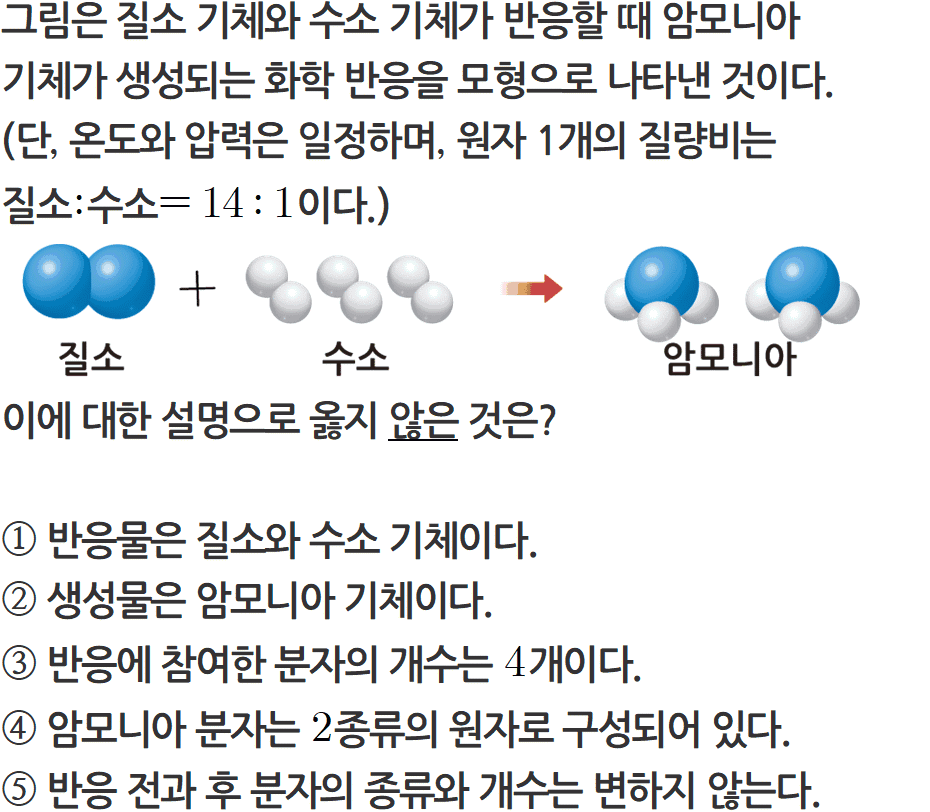 그림은 질소 기체와 수소 기체가 반응할 때 암모니아
기체가 생성되는 화학 반응을 모형으로 나타낸 것이다.
(단, 온도와 압력은 일정하며, 원자 1개의 질량비는
질소:수소= 14 : 1이다.)
+
질소 수소 암모니아
이에 대한 설명으로 옳지 않은 것은?
① 반응물은 질소와 수소 기체이다.
② 생성물은 암모니아 기체이다.
③ 반응에 참여한 분자의 개수는 4개이다.
④ 암모니아 분자는 2종류의 원자로 구성되어 있다.
⑤ 반응 전과 후 분자의 종류와 개수는 변하지 않는다.